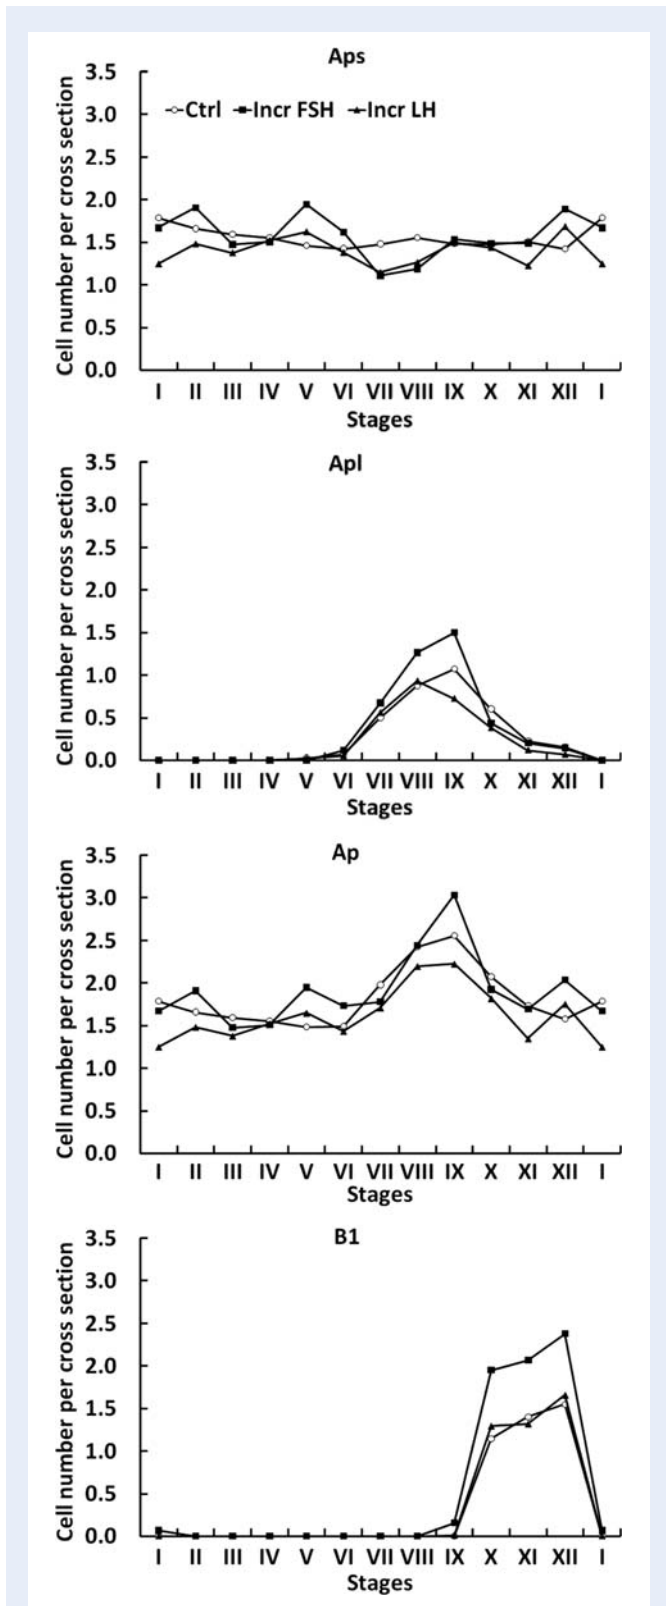 Aps
Cell number per cross section
3.5
3.0
2.5
2.0
1.5
1.0
0.5
0.0
Ctrl Incr FSH Incr LH
I II III IV V VI VII VIII IX X XI XII I
Stages
Apl
Cell number per cross section
3.5
3.0
2.5
2.0
1.5
1.0
0.5
0.0
I II III IV V VI VII VIII IX X XI XII I
Stages
Ap
Cell number per cross section
3.5
3.0
2.5
2.0
1.5
1.0
0.5
0.0
I II III IV V VI VII VIII IX X XI XII I
Stages
B1
Cell number per cross section
3.5
3.0
2.5
2.0
1.5
1.0
0.5
0.0
I II III IV V VI VII VIII IX X XI XII I
Stages